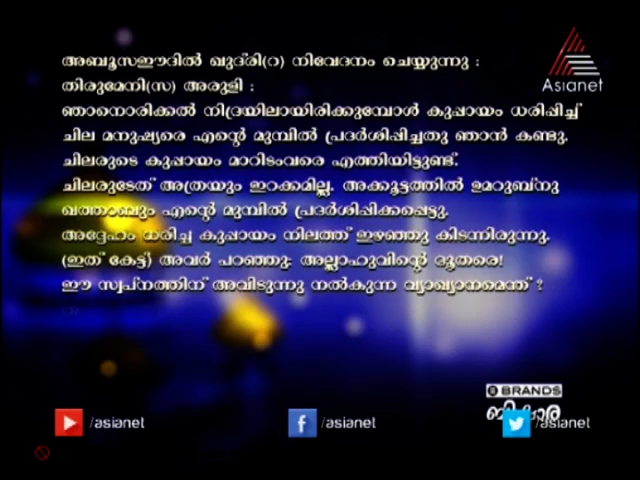 അബൂസഈദിൽ ഖുദ്‌രി(റ) നിവേദനം ചെയ്യുന്നു :
തിരുമേനി(സ) അരുളി :
ഞാനൊരിക്കൽ നിദ്രയിലായിരിക്കുമ്പോൾ കുപ്പായം ധരിപ്പിച്ച്
ചില മനുഷ്യരെ എന്റെ മുമ്പിൽ പ്രദർശിപ്പിച്ചതു ഞാൻ കണ്ടു.
ചിലരുടെ കുപ്പായം മാറിടംവരെ എത്തിയിട്ടുണ്ട്.
ചിലരുടേത് അത്രയും ഇറക്കമില്ല. അക്കൂട്ടത്തിൽ ഉമറുബ്നു
ഖത്താബും എന്റെ മുമ്പിൽ പ്രദർശിപ്പിക്കപ്പെട്ടു.
അദ്ദേഹം ധരിച്ച കുപ്പായം നിലത്ത് ഇഴഞ്ഞു കിടന്നിരുന്നു.
(ഇത് കേട്ട്) അവർ പറഞ്ഞു- അല്ലാഹുവിന്റെ ദൂതരെ!
ഈ സ്വപ്നത്തിന് അവിടുന്നു നൽകുന്ന വ്യാഖ്യാനമെന്ത് ?
Asianet
BRANDS
/asianet
/asianet
/asianet